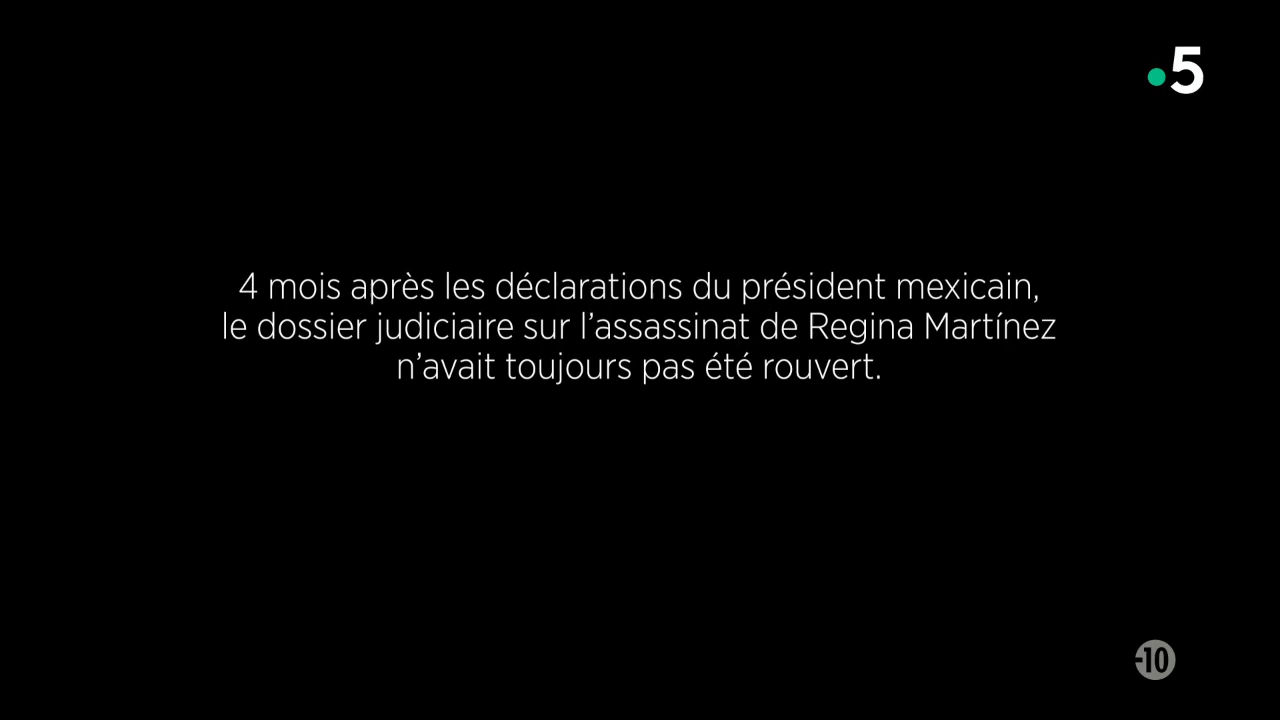 5
4 mois après les déclarations du président mexicain,
le dossier judiciaire sur l’assassinat de Regina Martínez
n’avait toujours pas été rouvert.
-10